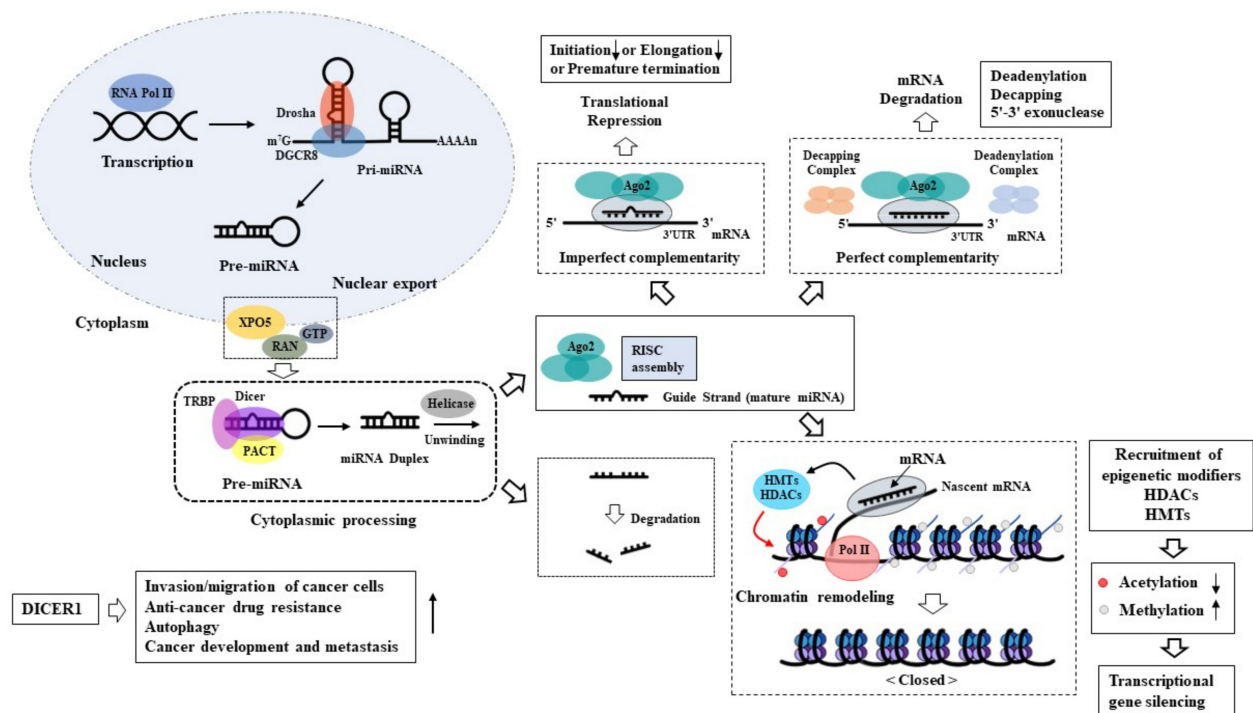 RNA Pol II
Transcription
Drosha
m⁷G
DGCR8
AAAAn
Pri-miRNA
Pre-miRNA
Nucleus
Nuclear export
Cytoplasm
XPO5
RAN
GTP
TRBP
Dicer
PACT
Pre-miRNA
miRNA Duplex
Helicase
Unwinding
Cytoplasmic processing
DICER1
Invasion/migration of cancer cells
Anti-cancer drug resistance
Autophagy
Cancer development and metastasis
Initiation↓ or Elongation↓
or Premature termination
Translational
Repression
Ago2
5'
3'
3'UTR
mRNA
Imperfect complementarity
mRNA
Degradation
Deadenylation
Decapping
5'-3' exonuclease
Decapping
Complex
Deadenylation
Complex
Ago2
5'
3'
3'UTR
mRNA
Perfect complementarity
Ago2
RISC
assembly
Guide Strand (mature miRNA)
Degradation
HMTs
HDACs
mRNA
Nascent mRNA
Pol II
Chromatin remodeling
< Closed >
Recruitment of
epigenetic modifiers
HDACs
HMTs
Acetylation ↓
Methylation ↑
Transcriptional
gene silencing